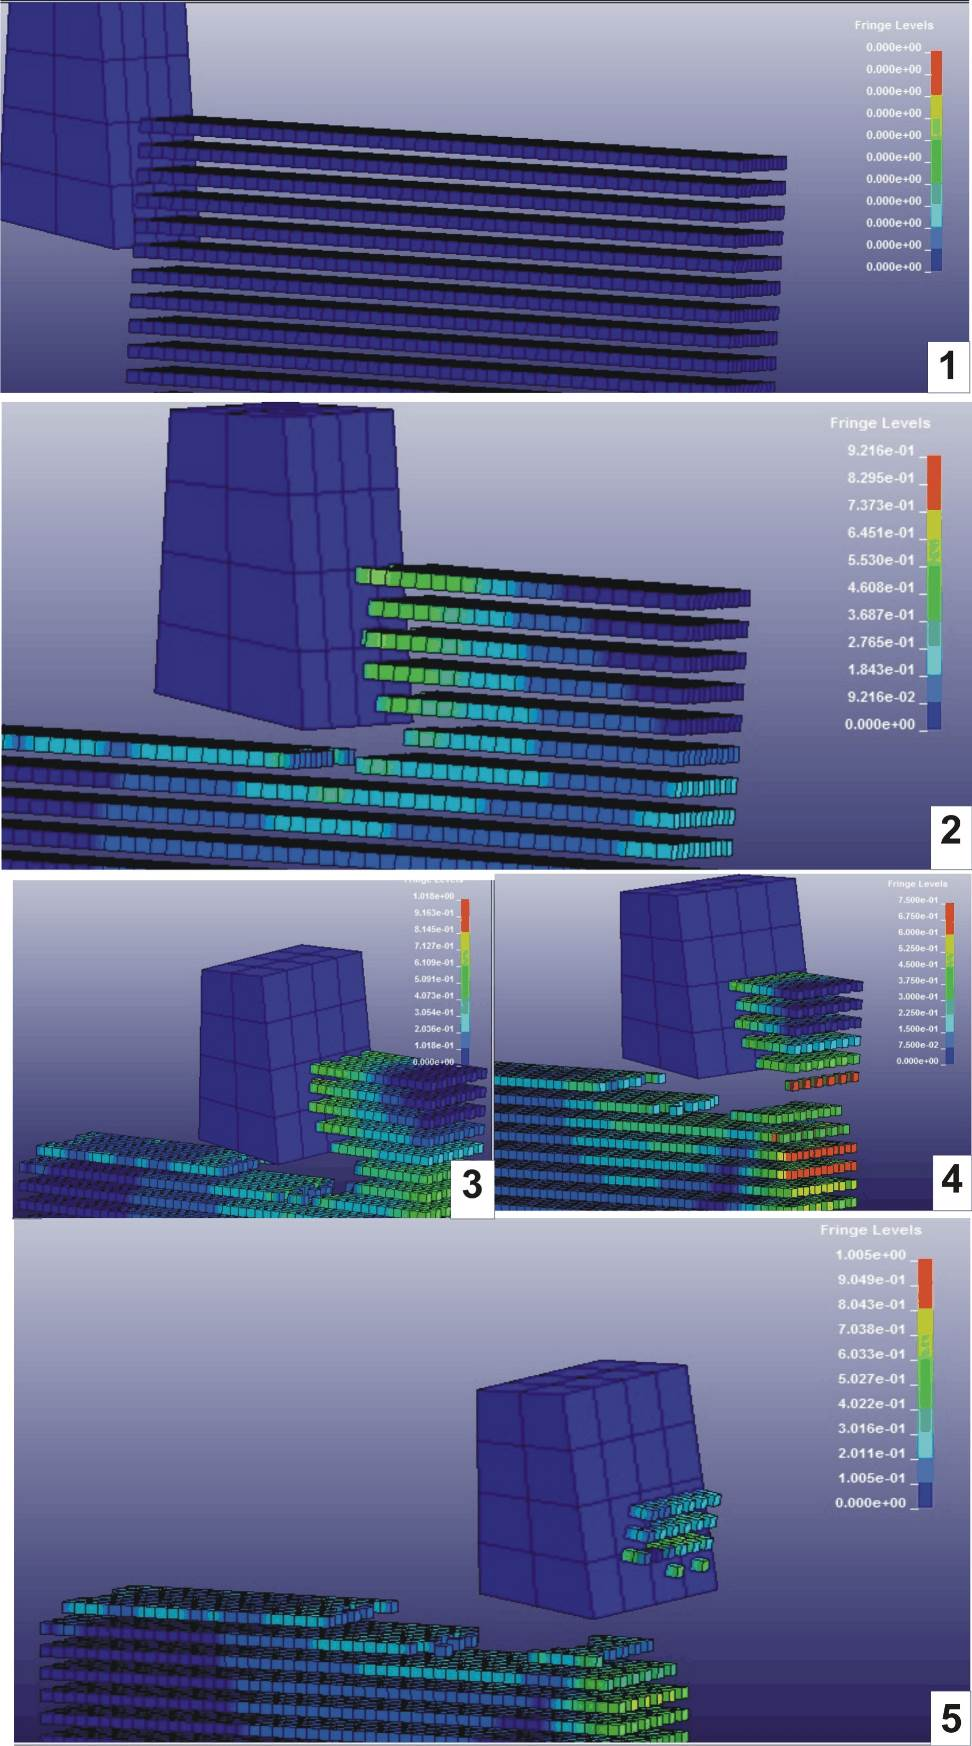 Fringe Levels
0.000e+00
0.000e+00
0.000e+00
0.000e+00
0.000e+00
0.000e+00
0.000e+00
0.000e+00
0.000e+00
0.000e+00
0.000e+00
1
Fringe Levels
9.216e-01
8.295e-01
7.373e-01
6.451e-01
5.530e-01
4.608e-01
3.687e-01
2.765e-01
1.843e-01
9.216e-02
0.000e+00
2
Fringe Levels
1.018e+00
9.163e-01
8.145e-01
7.127e-01
6.109e-01
5.091e-01
4.073e-01
3.054e-01
2.036e-01
1.018e-01
0.000e+00
3
Fringe Levels
7.500e-01
6.750e-01
6.000e-01
5.250e-01
4.500e-01
3.750e-01
3.000e-01
2.250e-01
1.500e-01
7.500e-02
0.000e+00
4
Fringe Levels
1.005e+00
9.049e-01
8.043e-01
7.038e-01
6.033e-01
5.027e-01
4.022e-01
3.016e-01
2.011e-01
1.005e-01
0.000e+00
5